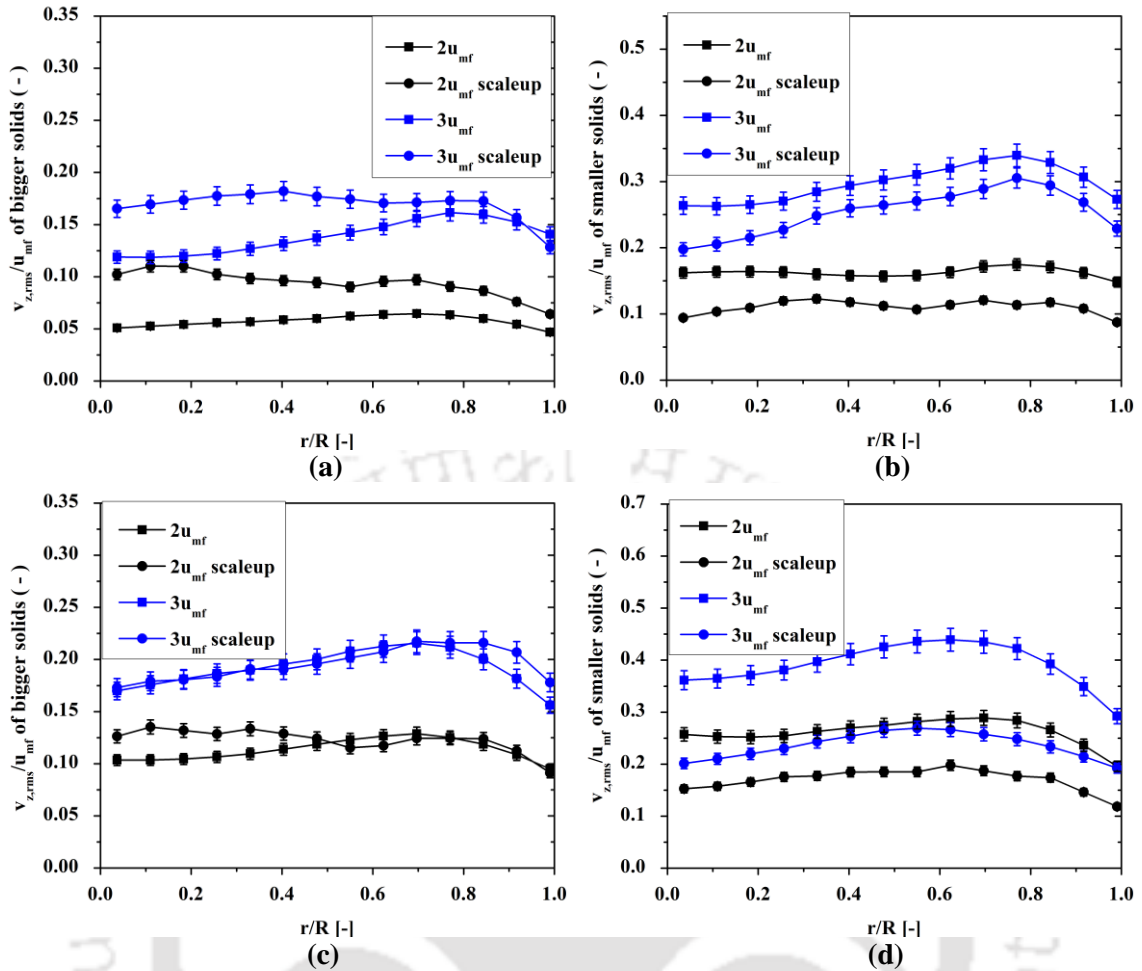 0.35
0.30
0.25
0.20
0.15
0.10
0.05
0.00
v_z,rms/u_mf of bigger solids ( - )
2u_mf
2u_mf scaleup
3u_mf
3u_mf scaleup
0.0 0.2 0.4 0.6 0.8 1.0
r/R [-]
(a)
0.5
0.4
0.3
0.2
0.1
0.0
v_z,rms/u_mf of smaller solids ( - )
2u_mf
2u_mf scaleup
3u_mf
3u_mf scaleup
0.0 0.2 0.4 0.6 0.8 1.0
r/R [-]
(b)
0.35
0.30
0.25
0.20
0.15
0.10
0.05
0.00
v_z,rms/u_mf of bigger solids ( - )
2u_mf
2u_mf scaleup
3u_mf
3u_mf scaleup
0.0 0.2 0.4 0.6 0.8 1.0
r/R [-]
(c)
0.7
0.6
0.5
0.4
0.3
0.2
0.1
0.0
v_z,rms/u_mf of smaller solids ( - )
2u_mf
2u_mf scaleup
3u_mf
3u_mf scaleup
0.0 0.2 0.4 0.6 0.8 1.0
r/R [-]
(d)